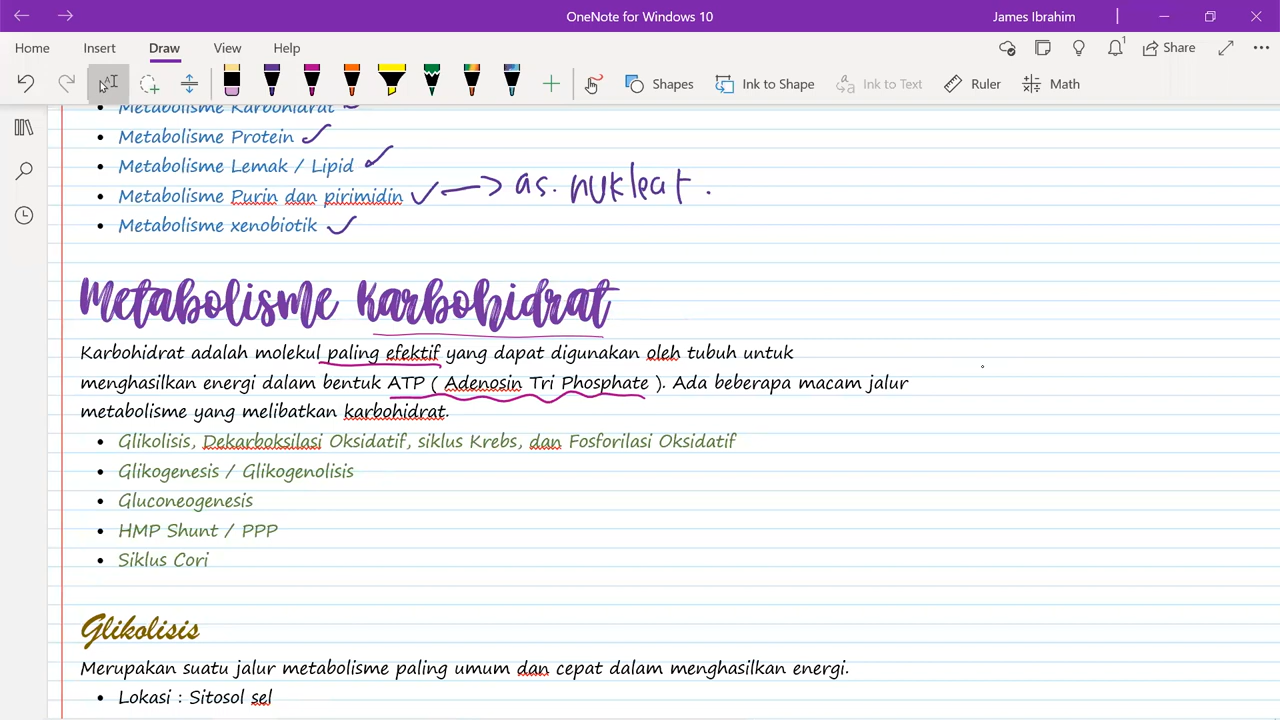 OneNote for Windows 10
James Ibrahim
Home Insert Draw View Help
1
Share
Shapes Ink to Shape Ink to Text Ruler Math
Metabolisme Karbohidrat
Metabolisme Protein
Metabolisme Lemak / Lipid
Metabolisme Purin dan pirimidin → as. nukleat.
Metabolisme xenobiotik
Metabolisme Karbohidrat
Karbohidrat adalah molekul paling efektif yang dapat digunakan oleh tubuh untuk
menghasilkan energi dalam bentuk ATP ( Adenosin Tri Phosphate ). Ada beberapa macam jalur
metabolisme yang melibatkan karbohidrat.
Glikolisis, Dekarboksilasi Oksidatif, siklus Krebs, dan Fosforilasi Oksidatif
Glikogenesis / Glikogenolisis
Gluconeogenesis
HMP Shunt / PPP
Siklus Cori
Glikolisis
Merupakan suatu jalur metabolisme paling umum dan cepat dalam menghasilkan energi.
Lokasi : Sitosol sel